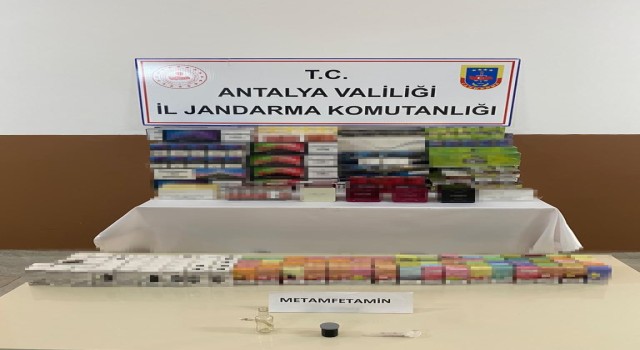 T.C.
ANTALYA VALİLİĞİ
İL JANDARMA KOMUTANLIĞI
METAMFETAMİN